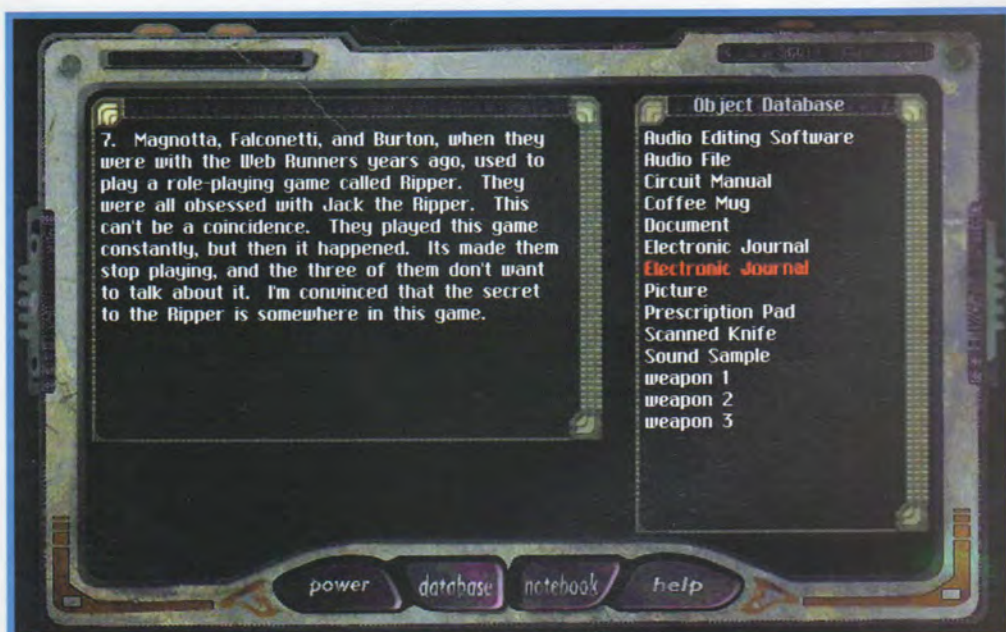 7. Magnotta, Falconetti, and Burton, when they
were with the Web Runners years ago, used to
play a role-playing game called Ripper. They
were all obsessed with Jack the Ripper. This
can't be a coincidence. They played this game
constantly, but then it happened. Its made them
stop playing, and the three of them don't want
to talk about it. I'm convinced that the secret
to the Ripper is somewhere in this game.
Object Database
Audio Editing Software
Audio File
Circuit Manual
Coffee Mug
Document
Electronic Journal
Electronic Journal
Picture
Prescription Pad
Scanned Knife
Sound Sample
weapon 1
weapon 2
weapon 3
power
database
notebook
help